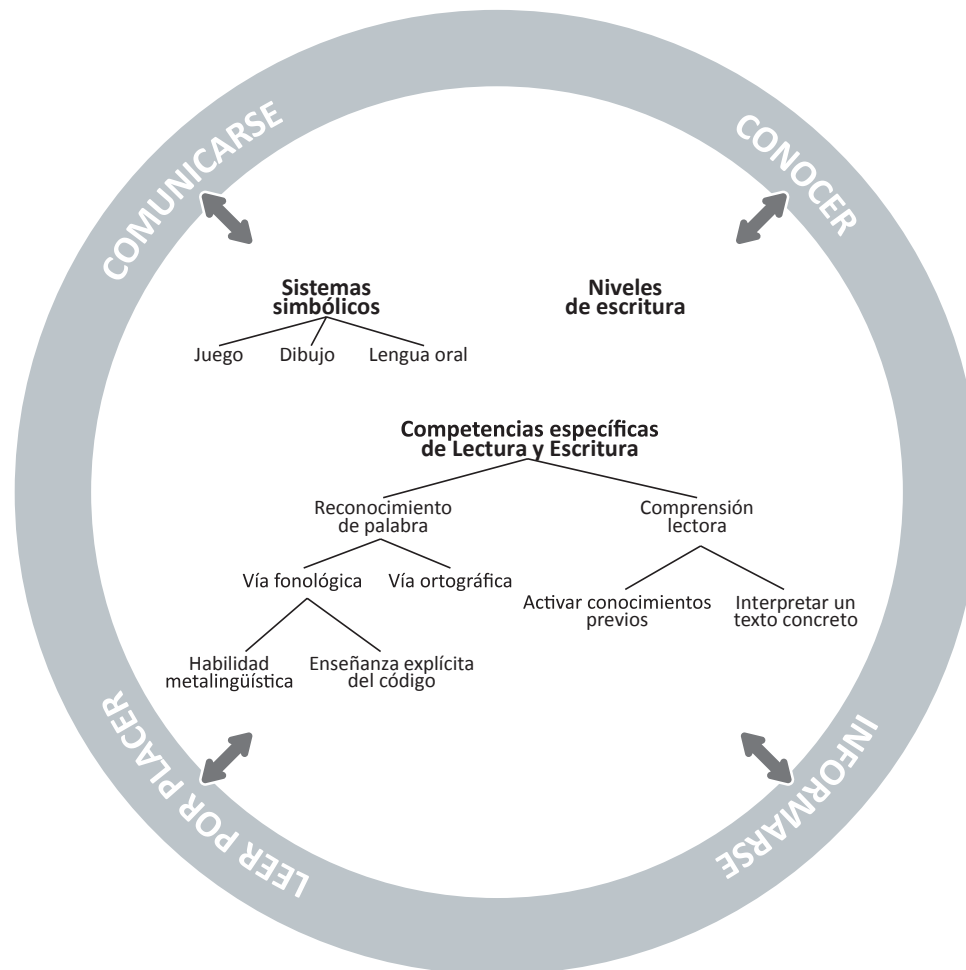 COMUNICARSE
CONOCER
Sistemas
simbólicos
Niveles
de escritura
Juego
Dibujo
Lengua oral
Competencias específicas
de Lectura y Escritura
Reconocimiento
de palabra
Comprensión
lectora
Vía fonológica
Vía ortográfica
Activar conocimientos
previos
Interpretar un
texto concreto
Habilidad
metalingüística
Enseñanza explícita
del código
LEER POR PLACER
INFORMARSE